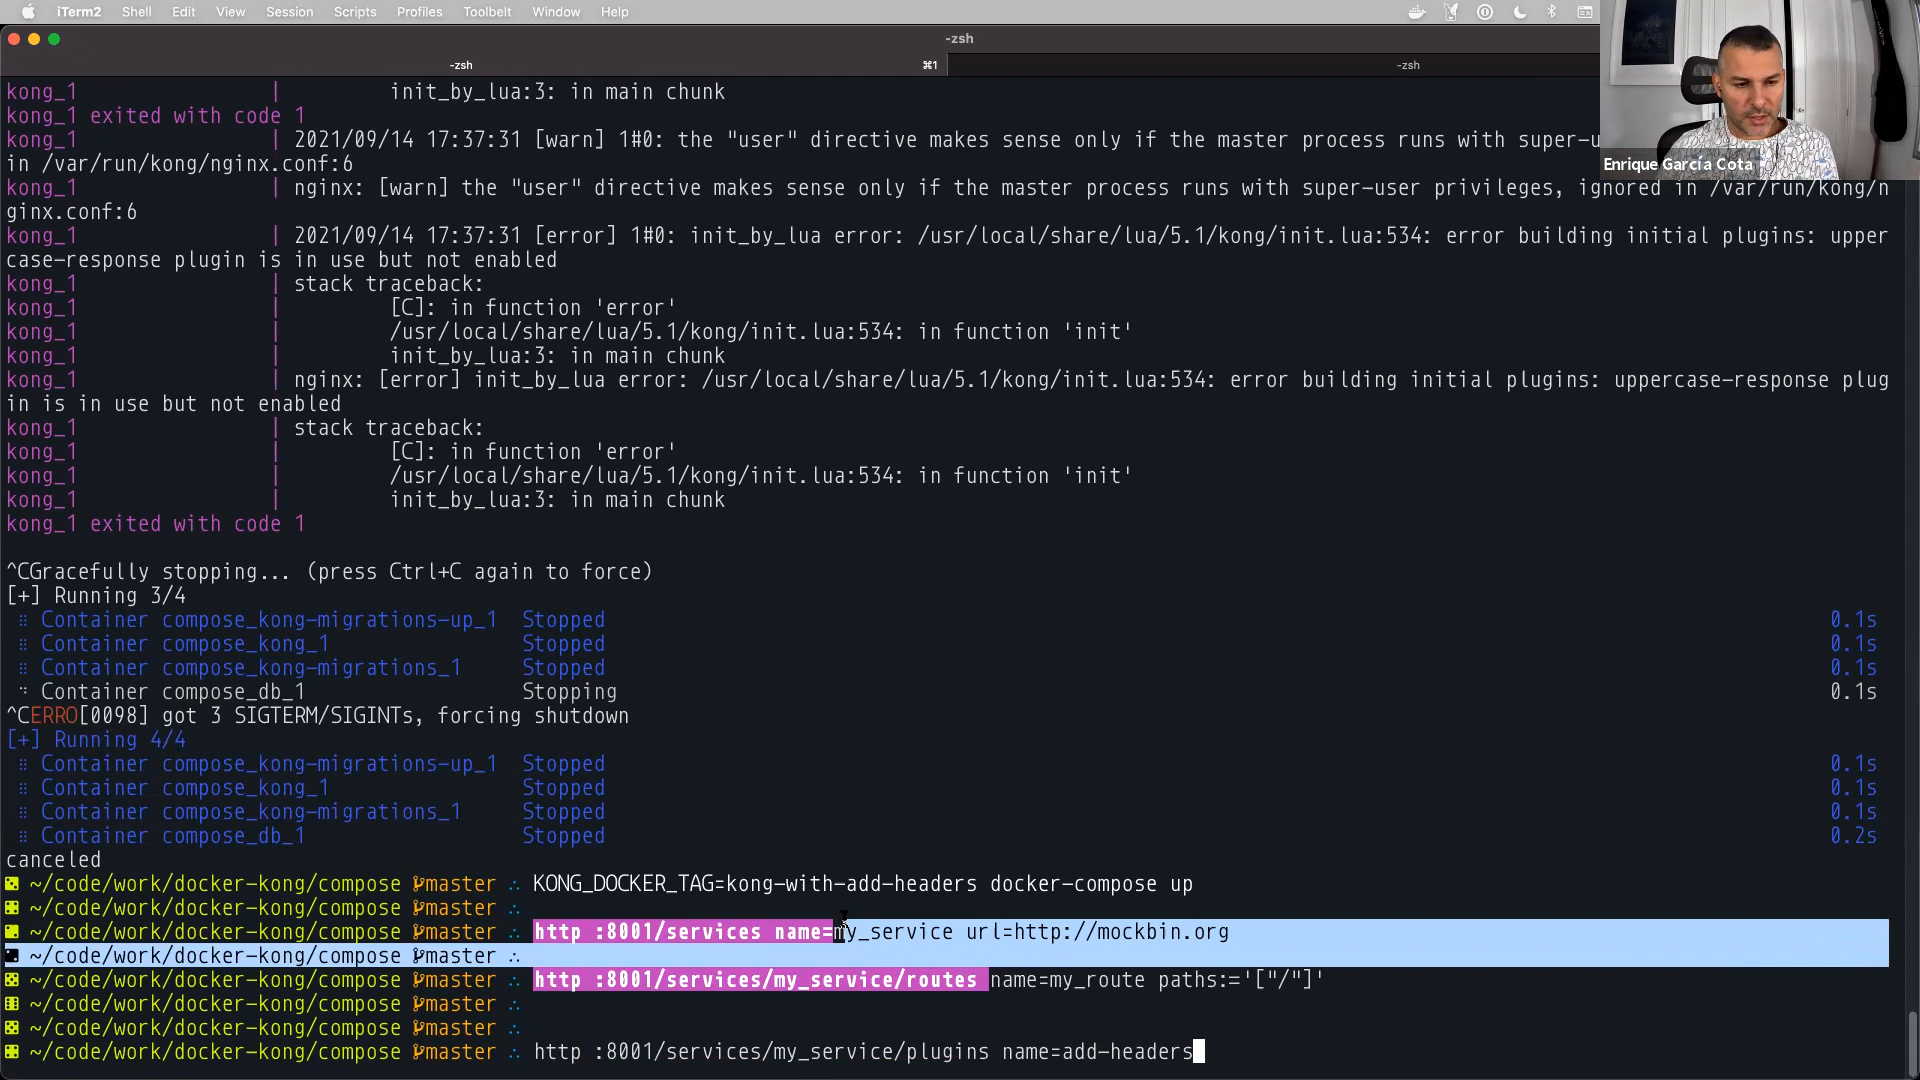 iTerm2 Shell Edit View Session Scripts Profiles Toolbelt Window Help
-zsh
-zsh ⌘1 -zsh
kong_1 | init_by_lua:3: in main chunk
kong_1 exited with code 1
kong_1 | 2021/09/14 17:37:31 [warn] 1#0: the "user" directive makes sense only if the master process runs with super-u
in /var/run/kong/nginx.conf:6
Enrique García Cota
kong_1 | nginx: [warn] the "user" directive makes sense only if the master process runs with super-user privileges, ignored in /var/run/kong/n
ginx.conf:6
kong_1 | 2021/09/14 17:37:31 [error] 1#0: init_by_lua error: /usr/local/share/lua/5.1/kong/init.lua:534: error building initial plugins: upper
case-response plugin is in use but not enabled
kong_1 | stack traceback:
kong_1 | [C]: in function 'error'
kong_1 | /usr/local/share/lua/5.1/kong/init.lua:534: in function 'init'
kong_1 | init_by_lua:3: in main chunk
kong_1 | nginx: [error] init_by_lua error: /usr/local/share/lua/5.1/kong/init.lua:534: error building initial plugins: uppercase-response plug
in is in use but not enabled
kong_1 | stack traceback:
kong_1 | [C]: in function 'error'
kong_1 | /usr/local/share/lua/5.1/kong/init.lua:534: in function 'init'
kong_1 | init_by_lua:3: in main chunk
kong_1 exited with code 1
^CGracefully stopping... (press Ctrl+C again to force)
[+] Running 3/4
⠿ Container compose_kong-migrations-up_1 Stopped 0.1s
⠿ Container compose_kong_1 Stopped 0.1s
⠿ Container compose_kong-migrations_1 Stopped 0.1s
Container compose_db_1 Stopping 0.1s
^CERRO[0098] got 3 SIGTERM/SIGINTs, forcing shutdown
[+] Running 4/4
⠿ Container compose_kong-migrations-up_1 Stopped 0.1s
⠿ Container compose_kong_1 Stopped 0.1s
⠿ Container compose_kong-migrations_1 Stopped 0.1s
⠿ Container compose_db_1 Stopped 0.2s
canceled
~/code/work/docker-kong/compose master ∴ KONG_DOCKER_TAG=kong-with-add-headers docker-compose up
~/code/work/docker-kong/compose master ∴
~/code/work/docker-kong/compose master ∴ http :8001/services name=my_service url=http://mockbin.org
~/code/work/docker-kong/compose master ∴
~/code/work/docker-kong/compose master ∴ http :8001/services/my_service/routes name=my_route paths:='["/"]'
~/code/work/docker-kong/compose master ∴
~/code/work/docker-kong/compose master ∴
~/code/work/docker-kong/compose master ∴ http :8001/services/my_service/plugins name=add-headers